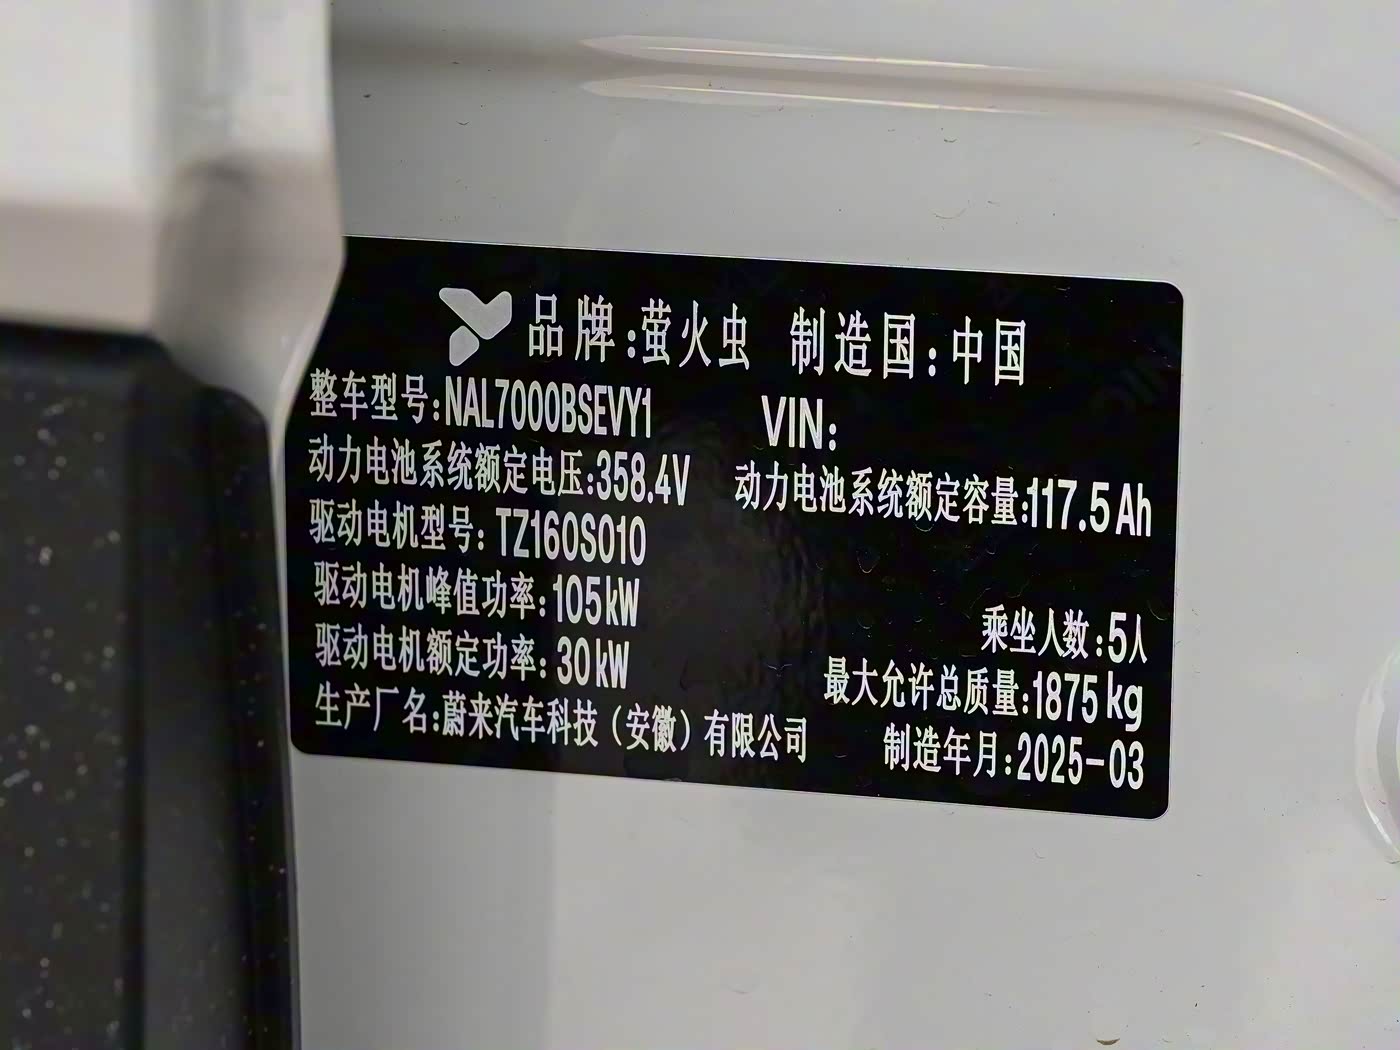 品牌:萤火虫 制造国:中国
整车型号:NAL7000BSEVY1 VIN:
动力电池系统额定电压:358.4V 动力电池系统额定容量:117.5Ah
驱动电机型号:TZ160S010
驱动电机峰值功率:105kW 乘坐人数:5人
驱动电机额定功率:30kW 最大允许总质量:1875kg
生产厂名:蔚来汽车科技(安徽)有限公司 制造年月:2025-03